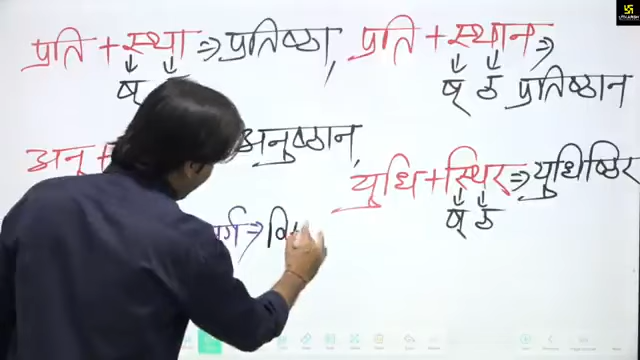 प्रति + स्था ⇒ प्रतिष्ठा, प्रति + स्थान ⇒
ष् ष् ठ प्रतिष्ठान
अनु + अनुष्ठान, युधि + स्थिर ⇒ युधिष्ठिर
ष् ठ